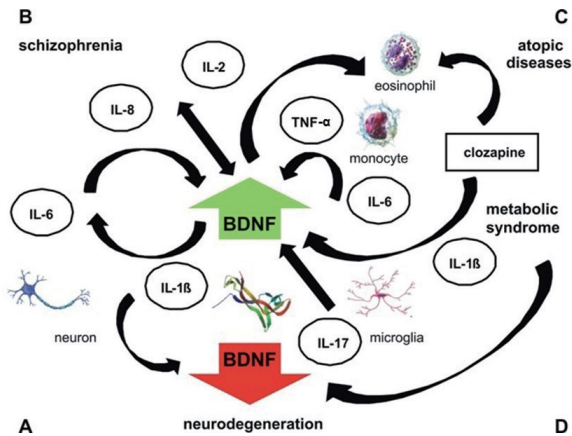 B
C
schizophrenia
atopic
diseases
IL-2
eosinophil
IL-8
TNF-α
monocyte
clozapine
IL-6
IL-6
BDNF
metabolic
syndrome
IL-1ß
IL-1ß
neuron
IL-17
microglia
BDNF
A
neurodegeneration
D